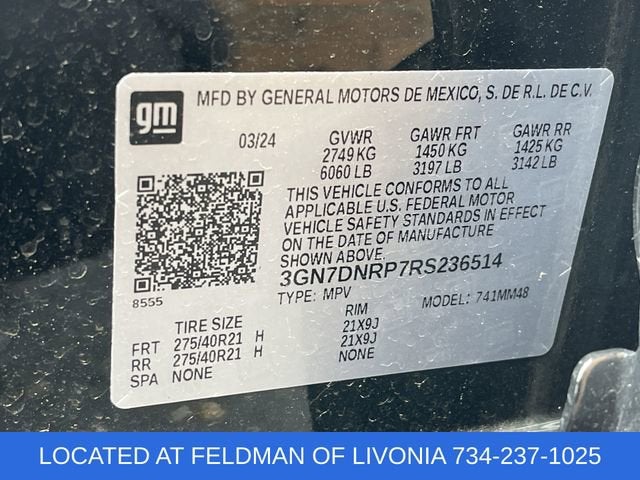 gm
MFD BY GENERAL MOTORS DE MEXICO, S. DE R.L. DE C.V.
03/24 GVWR GAWR FRT GAWR RR
2749 KG 1450 KG 1425 KG
6060 LB 3197 LB 3142 LB
THIS VEHICLE CONFORMS TO ALL
APPLICABLE U.S. FEDERAL MOTOR
VEHICLE SAFETY STANDARDS IN EFFECT
ON THE DATE OF MANUFACTURE
SHOWN ABOVE.
3GN7DNRP7RS236514
8555
TYPE: MPV MODEL: 741MM48
TIRE SIZE RIM
FRT 275/40R21 H 21X9J
RR 275/40R21 H 21X9J
SPA NONE NONE
LOCATED AT FELDMAN OF LIVONIA 734-237-1025